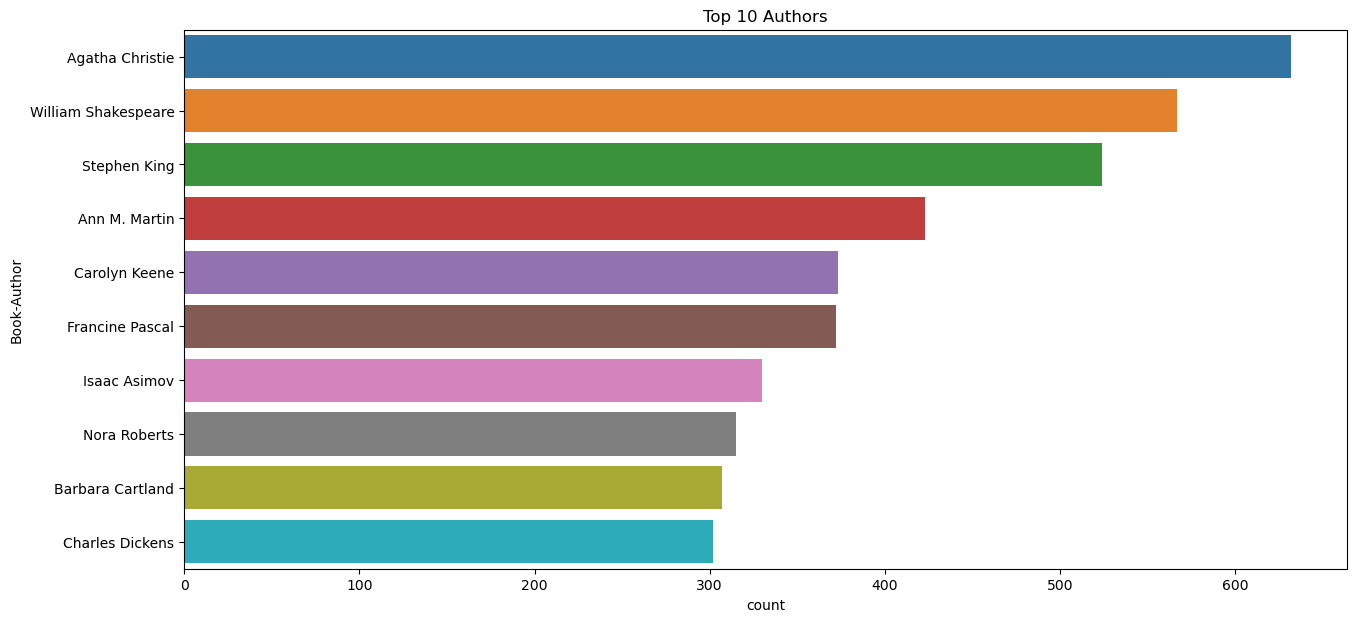 Top 10 Authors
Book-Author
Agatha Christie
William Shakespeare
Stephen King
Ann M. Martin
Carolyn Keene
Francine Pascal
Isaac Asimov
Nora Roberts
Barbara Cartland
Charles Dickens
0 100 200 300 400 500 600
count